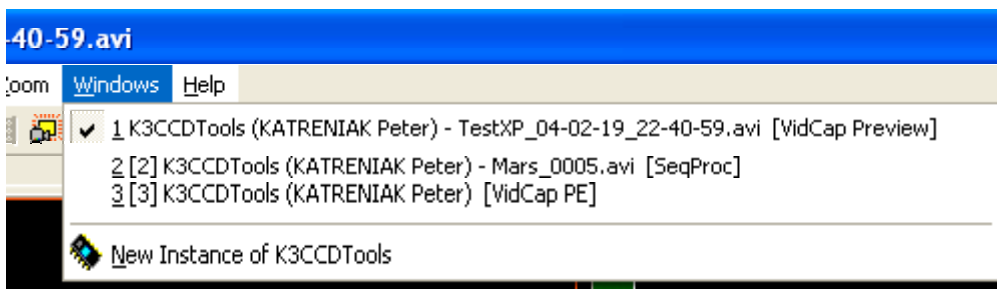 -40-59.avi
Zoom Windows Help
1 K3CCDTools (KATRENIAK Peter) - TestXP_04-02-19_22-40-59.avi [VidCap Preview]
2 [2] K3CCDTools (KATRENIAK Peter) - Mars_0005.avi [SeqProc]
3 [3] K3CCDTools (KATRENIAK Peter) [VidCap PE]
New Instance of K3CCDTools